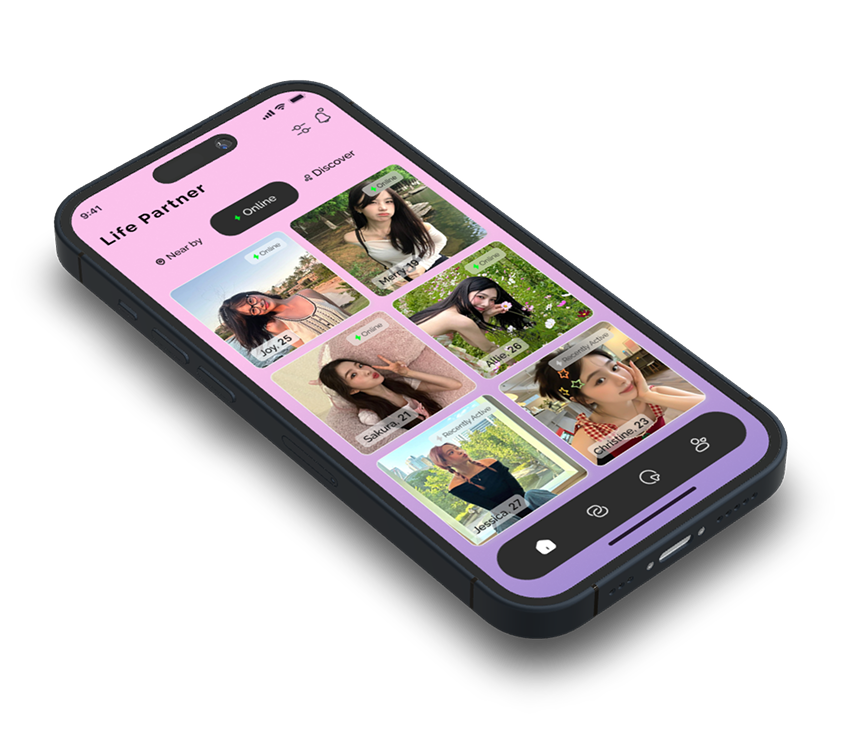 9:41
Life Partner
Near by
Online
Discover
Online
Joy, 25
Online
Merry, 19
Online
Sakura, 21
Online
Allie, 26
Recently Active
Jessica, 27
Recently Active
Christine, 23